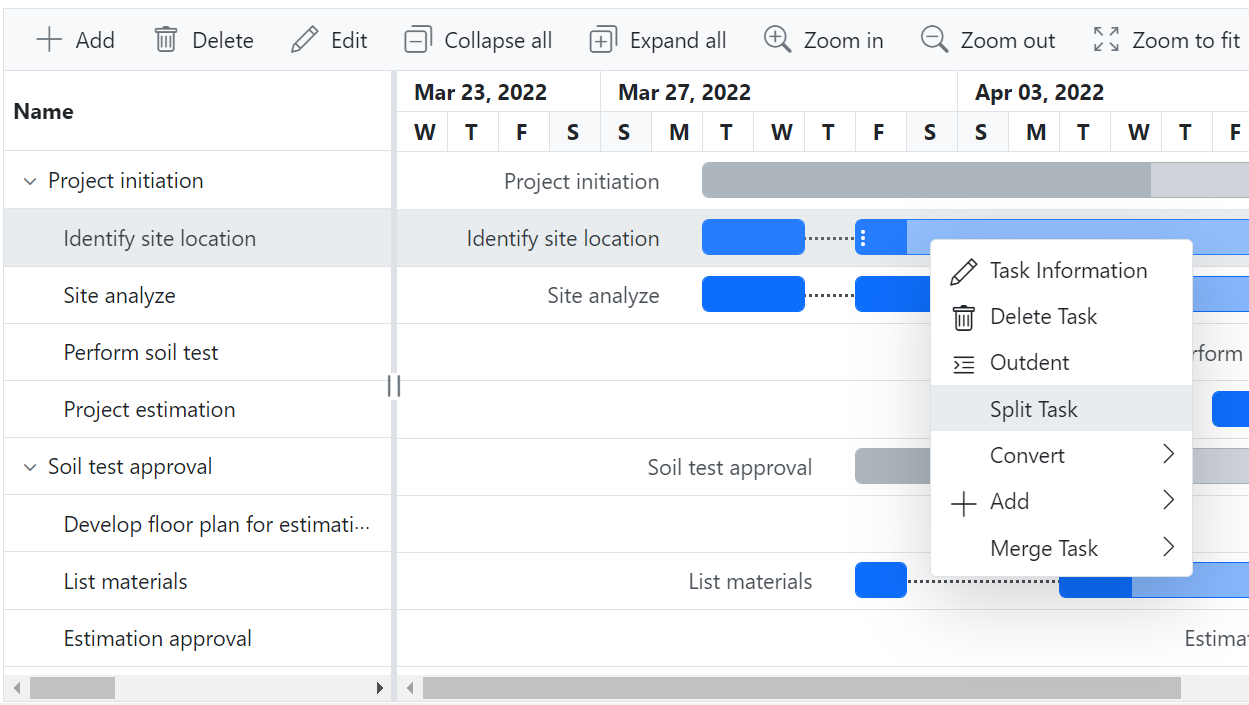 Add Delete Edit Collapse all Expand all Zoom in Zoom out Zoom to fit
Name
Mar 23, 2022 Mar 27, 2022 Apr 03, 2022
W T F S S M T W T F S S M T W T F
Project initiation Project initiation
Identify site location Identify site location
Task Information
Site analyze Site analyze
Delete Task
Perform soil test rform
Outdent
Project estimation
Split Task
Convert
Soil test approval Soil test approval
Add
Develop floor plan for estimati...
Merge Task
List materials List materials
Estimation approval Estimat